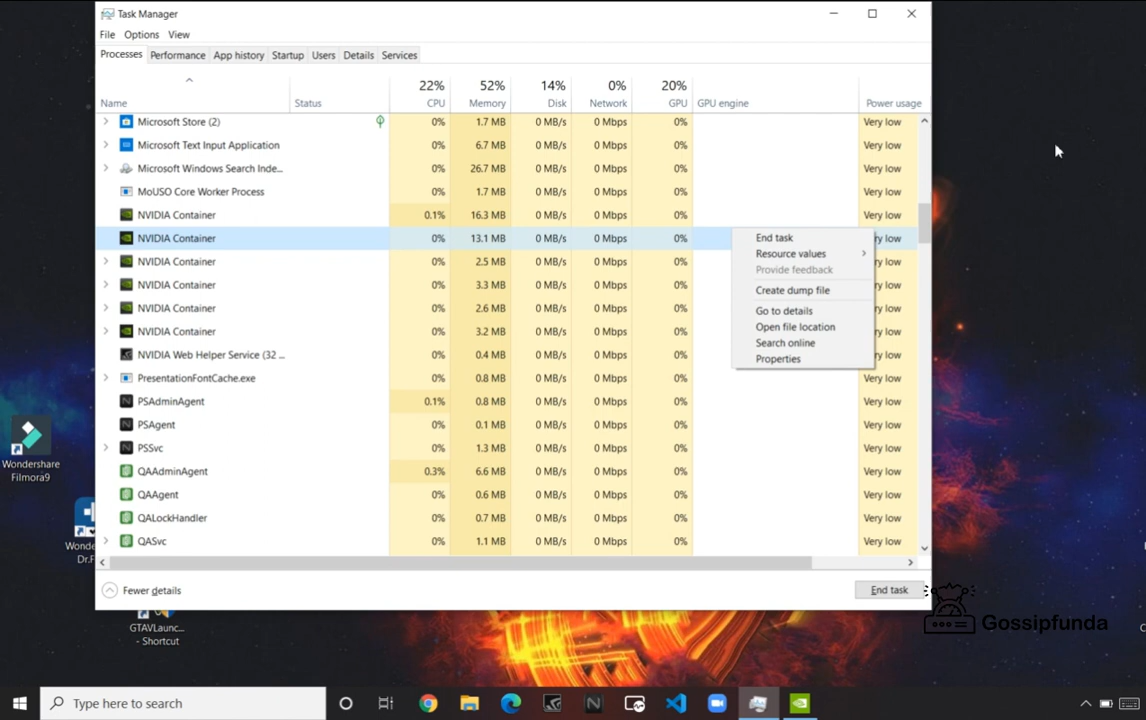 Task Manager
File Options View
Processes Performance App history Startup Users Details Services
22% 52% 14% 0% 20%
Name Status CPU Memory Disk Network GPU GPU engine Power usage
Microsoft Store (2) 0% 1.7 MB 0 MB/s 0 Mbps 0% Very low
Microsoft Text Input Application 0% 6.7 MB 0 MB/s 0 Mbps 0% Very low
Microsoft Windows Search Inde... 0% 26.7 MB 0 MB/s 0 Mbps 0% Very low
MoUSO Core Worker Process 0% 1.7 MB 0 MB/s 0 Mbps 0% Very low
NVIDIA Container 0.1% 16.3 MB 0 MB/s 0 Mbps 0% Very low
NVIDIA Container 0% 13.1 MB 0 MB/s 0 Mbps 0% ry low
NVIDIA Container 0% 2.5 MB 0 MB/s 0 Mbps 0% ry low
NVIDIA Container 0% 3.3 MB 0 MB/s 0 Mbps 0% ry low
NVIDIA Container 0% 2.6 MB 0 MB/s 0 Mbps 0% ry low
NVIDIA Container 0% 3.2 MB 0 MB/s 0 Mbps 0% ry low
NVIDIA Web Helper Service (32 ... 0% 0.4 MB 0 MB/s 0 Mbps 0% ry low
PresentationFontCache.exe 0% 0.8 MB 0 MB/s 0 Mbps 0% Very low
PSAdminAgent 0.1% 0.8 MB 0 MB/s 0 Mbps 0% Very low
PSAgent 0% 0.1 MB 0 MB/s 0 Mbps 0% Very low
PSSvc 0% 1.3 MB 0 MB/s 0 Mbps 0% Very low
QAAdminAgent 0.3% 6.6 MB 0 MB/s 0 Mbps 0% Very low
QAAgent 0% 0.6 MB 0 MB/s 0 Mbps 0% Very low
QALockHandler 0% 0.7 MB 0 MB/s 0 Mbps 0% Very low
QASvc 0% 1.1 MB 0 MB/s 0 Mbps 0% Very low
End task
Resource values
Provide feedback
Create dump file
Go to details
Open file location
Search online
Properties
Fewer details
End task
Wondershare
Filmora9
Wonde
Dr.F
GTAVLaunc...
- Shortcut
Gossipfunda
Type here to search